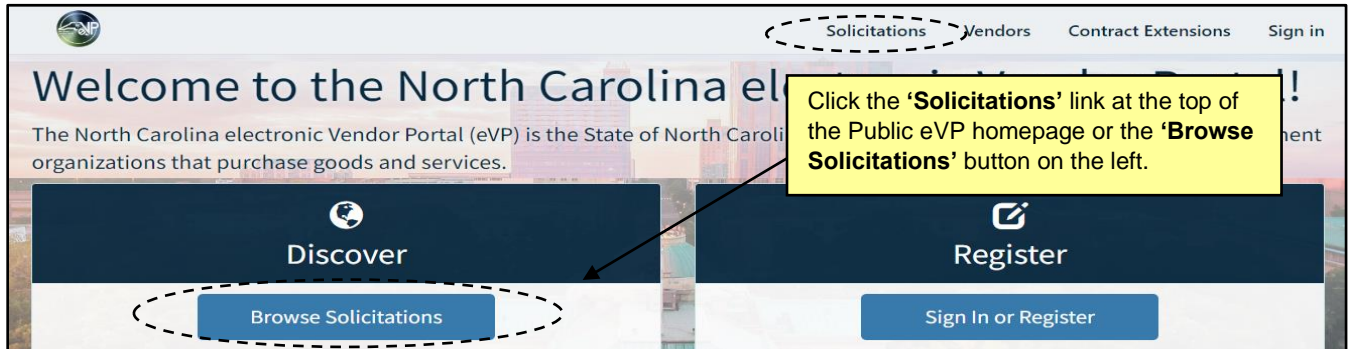 eVP
Solicitations Vendors Contract Extensions Sign in
Welcome to the North Carolina
The North Carolina electronic Vendor Portal (eVP) is the State of North
organizations that purchase goods and services.
Click the ‘Solicitations’ link at the top of
the Public eVP homepage or the ‘Browse
Solicitations’ button on the left.
Discover
Register
Browse Solicitations
Sign In or Register